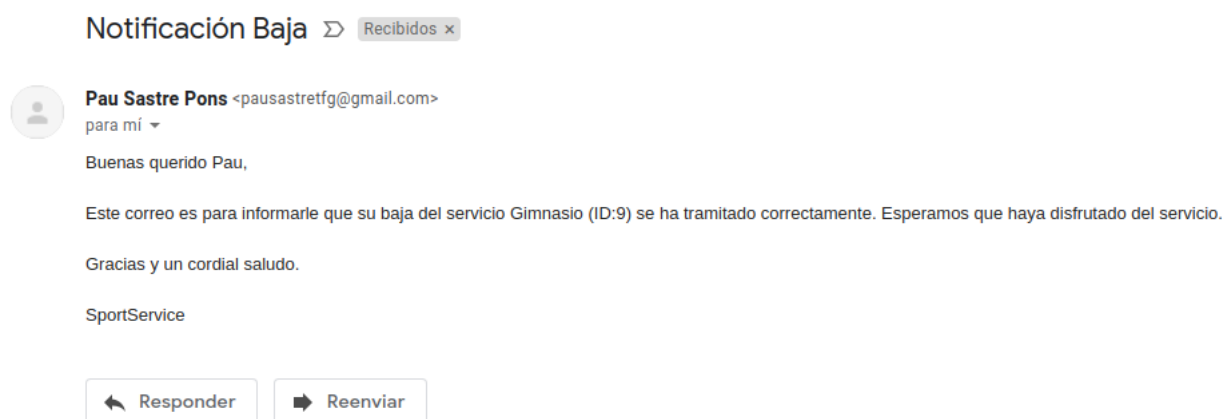 Notificación Baja Recibidos ×
Pau Sastre Pons <pausastretfg@gmail.com>
para mí
Buenas querido Pau,
Este correo es para informarle que su baja del servicio Gimnasio (ID:9) se ha tramitado correctamente. Esperamos que haya disfrutado del servicio.
Gracias y un cordial saludo.
SportService
Responder Reenviar